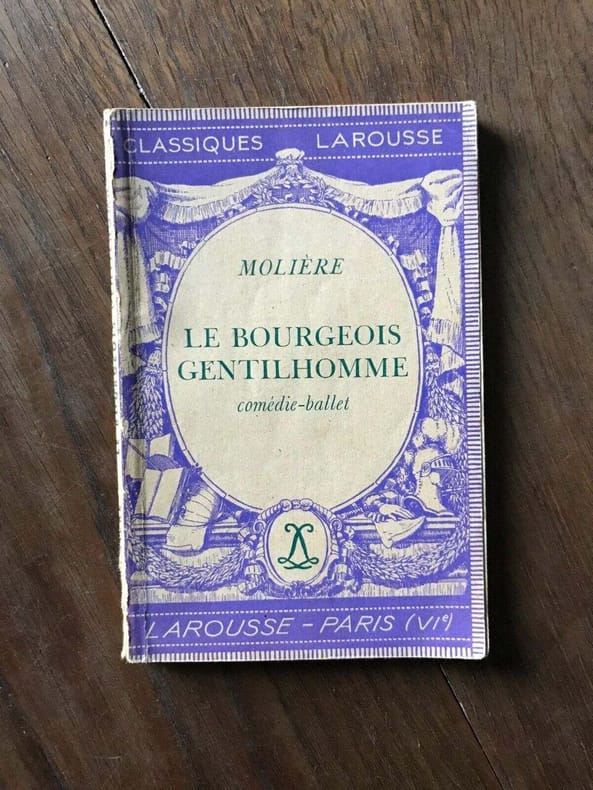 CLASSIQUES LAROUSSE
MOLIÈRE
LE BOURGEOIS
GENTILHOMME
comédie-ballet
LAROUSSE – PARIS (VIe)